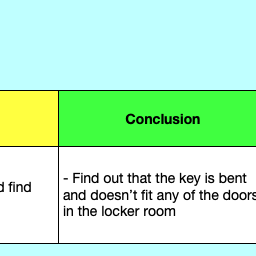 Conclusion
d find
- Find out that the key is bent
and doesn't fit any of the doors
in the locker room